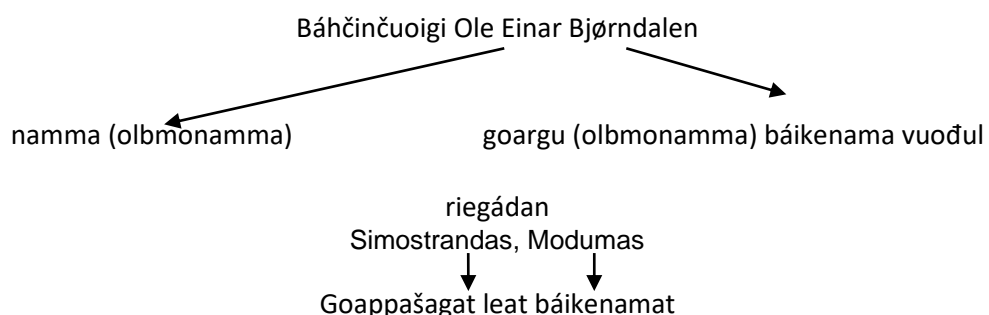 Báhčinčuoigi Ole Einar Bjørndalen
namma (olbmonamma)
goargu (olbmonamma) báikenama vuođul
riegádan
Simostrandas, Modumas
Goappašagat leat báikenamat